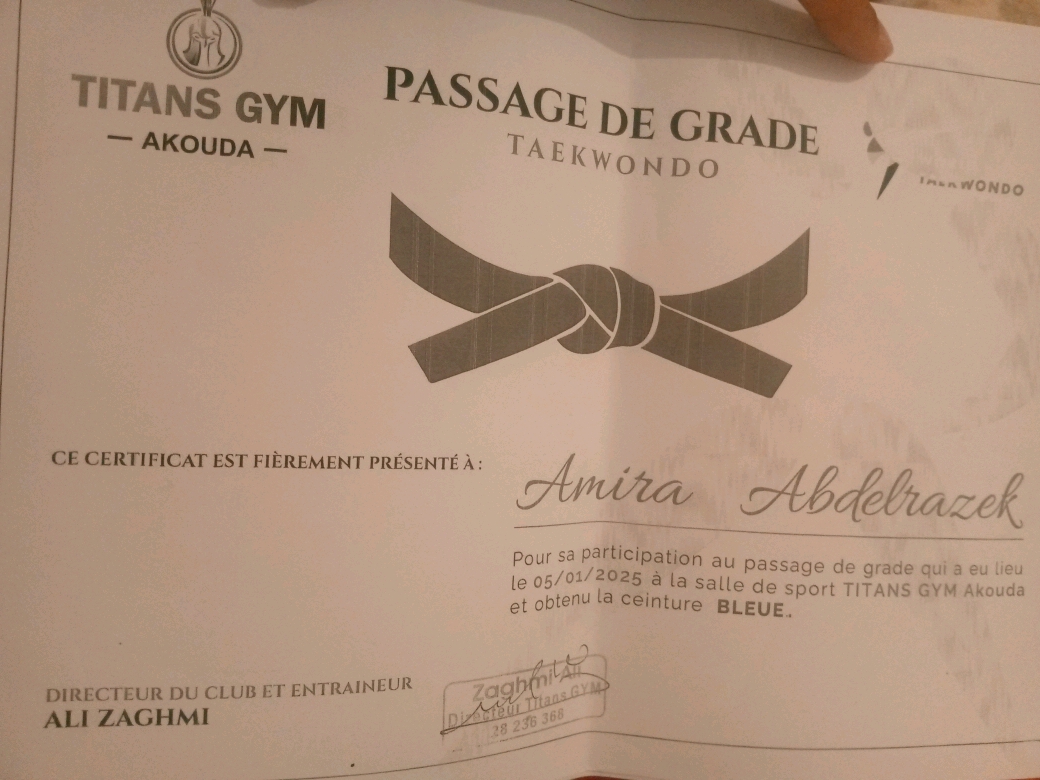 TITANS GYM
— AKOUDA —
PASSAGE DE GRADE
TAEKWONDO
TAEKWONDO
CE CERTIFICAT EST FIÈREMENT PRÉSENTÉ À :
Amira Abdelrazek
Pour sa participation au passage de grade qui a eu lieu
le 05/01/2025 à la salle de sport TITANS GYM Akouda
et obtenu la ceinture BLEUE..
DIRECTEUR DU CLUB ET ENTRAINEUR
ALI ZAGHMI
Zaghmi Ali
Directeur Titans GYM
28 236 368